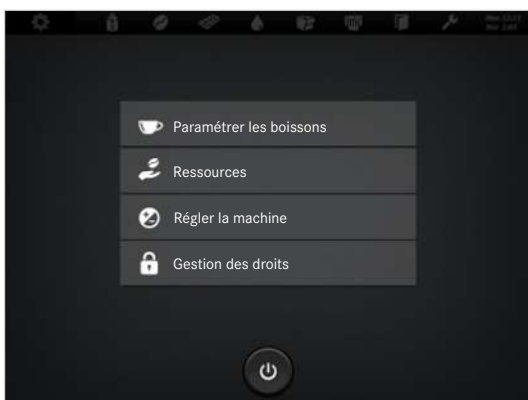 Paramétrer les boissons
Ressources
Régler la machine
Gestion des droits